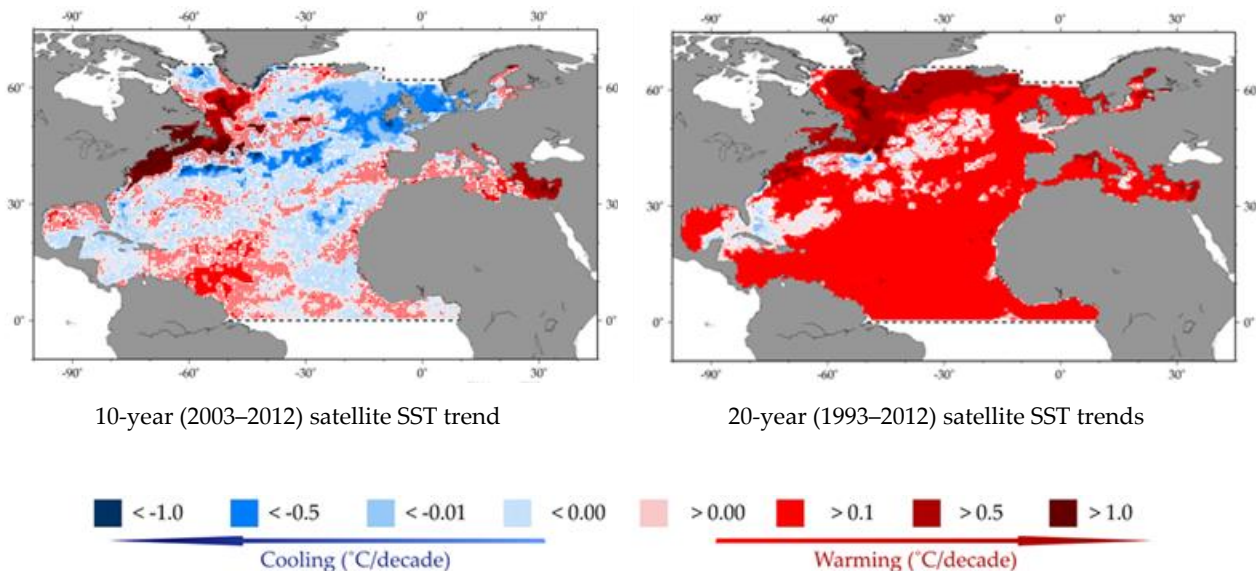 -90° -60° -30° 0° 30° -90° -60° -30° 0° 30°
60° 60° 60° 60°
30° 30° 30° 30°
0° 0° 0° 0°
-90° -60° -30° 0° 30° -90° -60° -30° 0° 30°
10-year (2003–2012) satellite SST trend 20-year (1993–2012) satellite SST trends
< -1.0 < -0.5 < -0.01 < 0.00 > 0.00 > 0.1 > 0.5 > 1.0
Cooling (˚C/decade) Warming (˚C/decade)